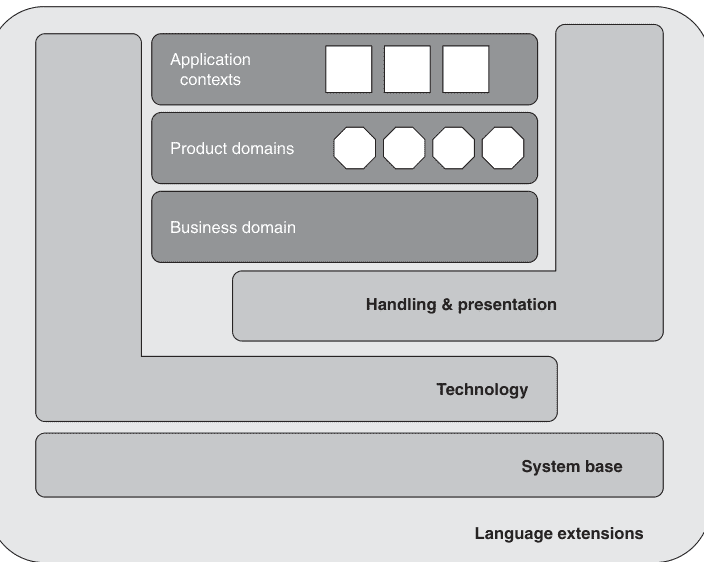 Application
contexts
Product domains
Business domain
Handling & presentation
Technology
System base
Language extensions